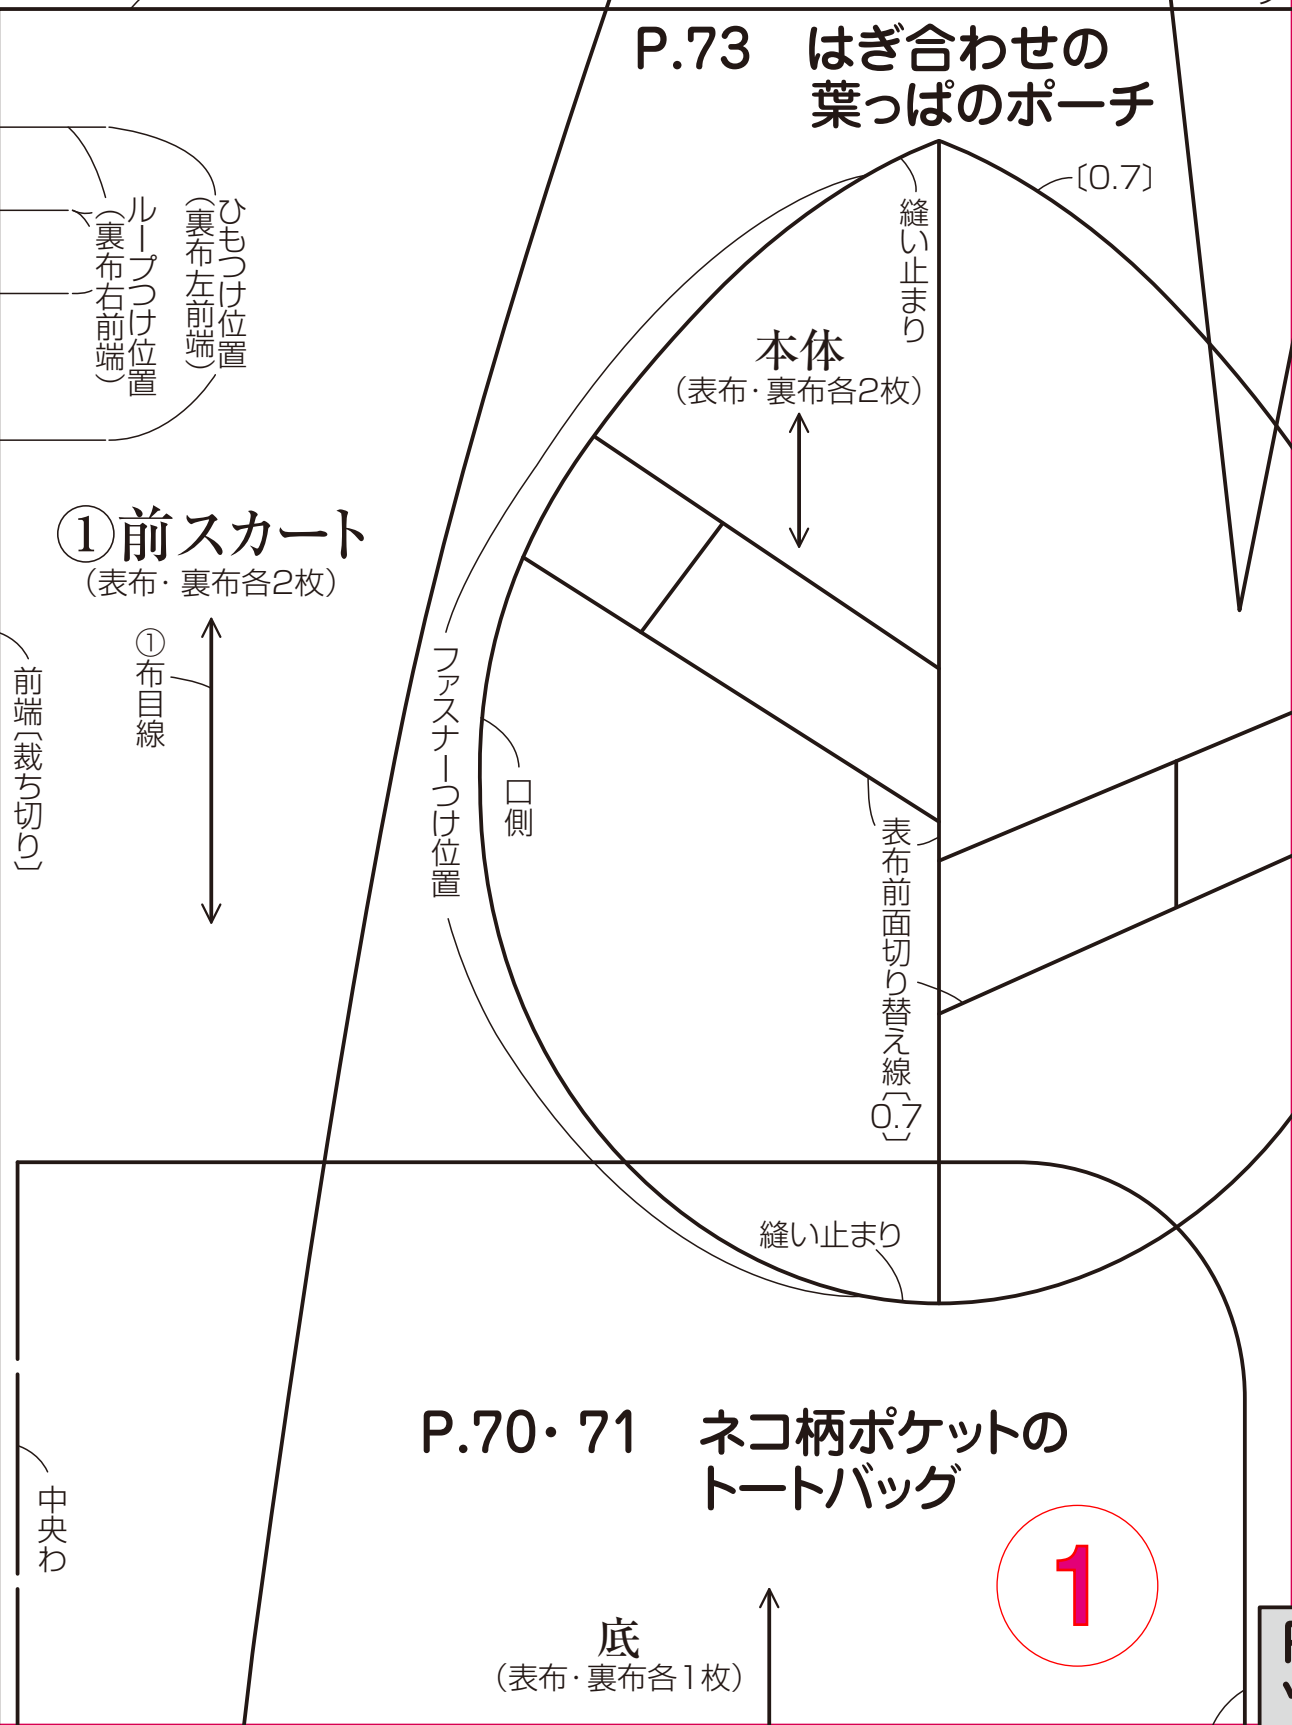 P.73　はぎ合わせの
葉っぱのポーチ
〔0.7〕
縫い止まり
本体
（表布・裏布各2枚）
ひもつけ位置
（裏布左前端）
ループつけ位置
（裏布右前端）
①前スカート
（表布・裏布各2枚）
①布目線
前端〔裁ち切り〕
ファスナーつけ位置
口側
表布前面切り替え線〔0.7〕
縫い止まり
P.70・71　ネコ柄ポケットの
トートバッグ
中央わ
1
底
（表布・裏布各1枚）